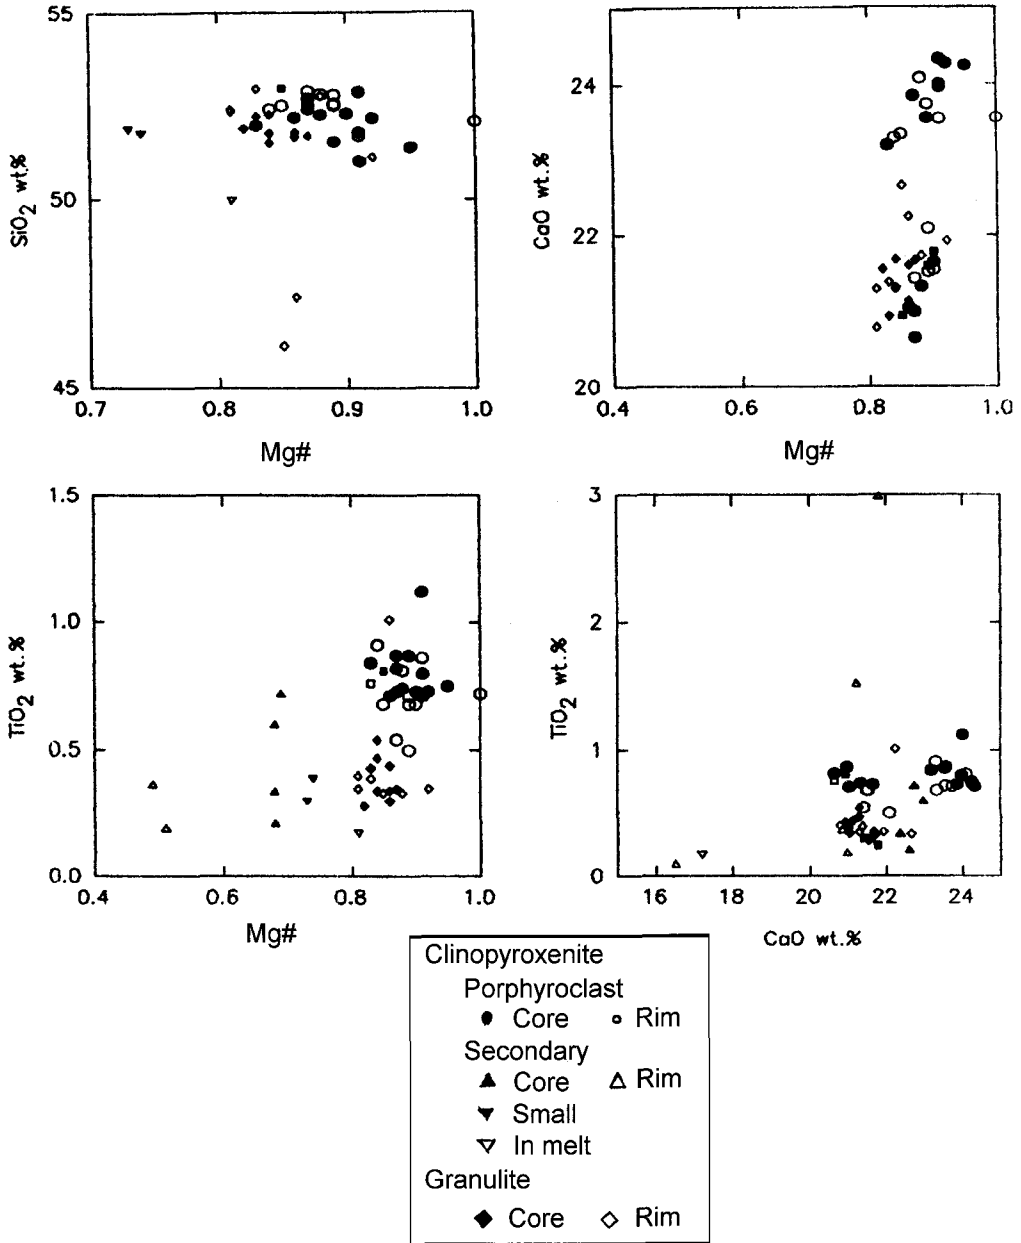 55
50
45
SiO2 wt.%
0.7 0.8 0.9 1.0
Mg#
24
22
20
CaO wt.%
0.4 0.6 0.8 1.0
Mg#
1.5
1.0
0.5
0.0
TiO2 wt.%
0.4 0.6 0.8 1.0
Mg#
3
2
1
0
TiO2 wt.%
16 18 20 22 24
CaO wt.%
Clinopyroxenite
Porphyroclast
Core Rim
Secondary
Core Rim
Small
In melt
Granulite
Core Rim